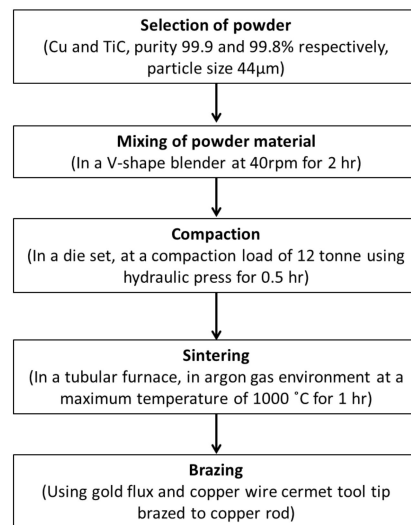 Selection of powder
(Cu and TiC, purity 99.9 and 99.8% respectively,
particle size 44μm)
Mixing of powder material
(In a V-shape blender at 40rpm for 2 hr)
Compaction
(In a die set, at a compaction load of 12 tonne using
hydraulic press for 0.5 hr)
Sintering
(In a tubular furnace, in argon gas environment at a
maximum temperature of 1000 ˚C for 1 hr)
Brazing
(Using gold flux and copper wire cermet tool tip
brazed to copper rod)